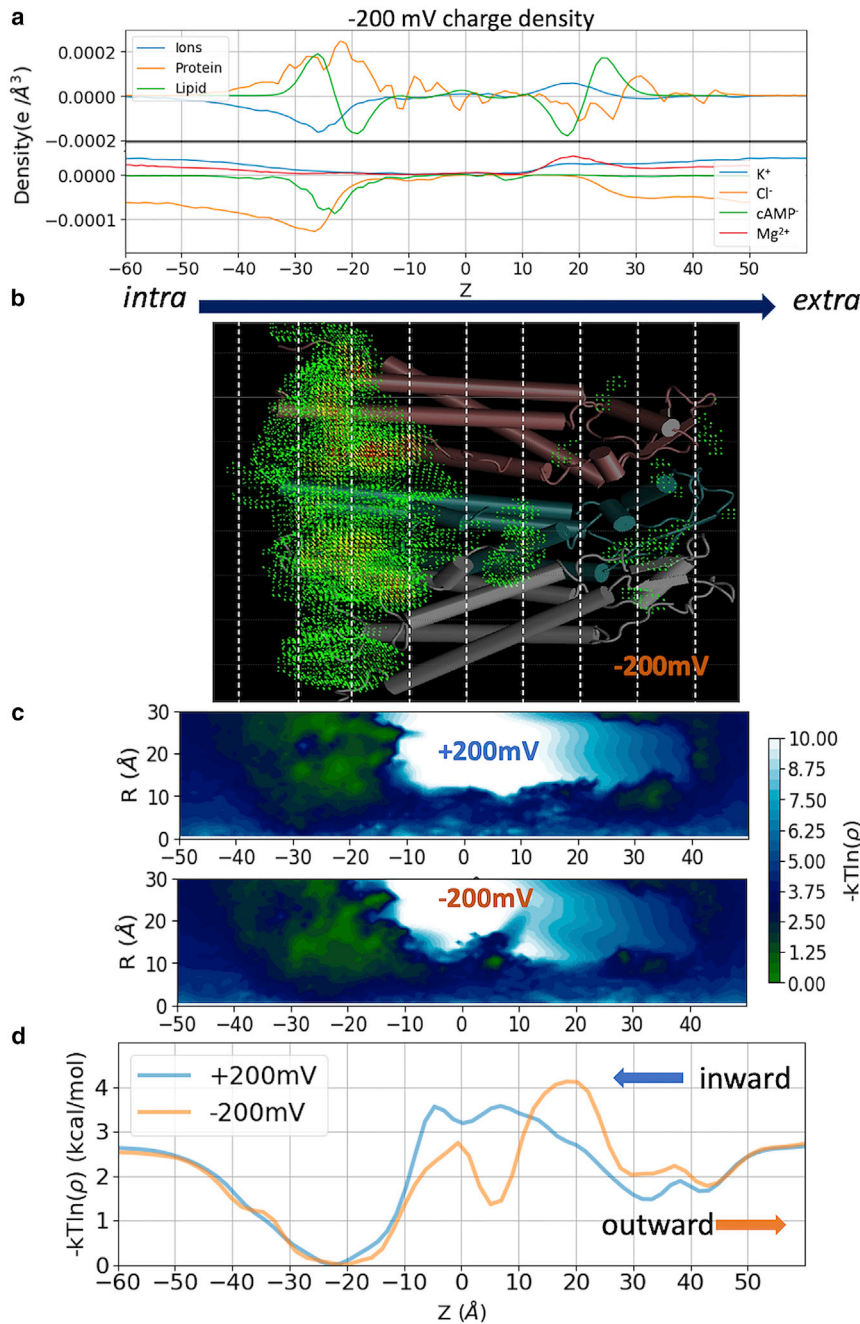 a
-200 mV charge density
Density(e /Å³)
0.0002
0.0000
−0.0002
Ions
Protein
Lipid
0.0000
−0.0001
K⁺
Cl⁻
cAMP⁻
Mg²⁺
−60 −50 −40 −30 −20 −10 0 10 20 30 40 50
Z
b
intra
extra
-200mV
c
R (Å)
30
20
10
0
+200mV
−50 −40 −30 −20 −10 0 10 20 30 40
R (Å)
30
20
10
0
-200mV
−50 −40 −30 −20 −10 0 10 20 30 40
10.00
8.75
7.50
6.25
5.00
3.75
2.50
1.25
0.00
-kTln(ρ)
d
-kTln(ρ) (kcal/mol)
4
3
2
1
0
+200mV
-200mV
inward
outward
−60 −50 −40 −30 −20 −10 0 10 20 30 40 50
Z (Å)